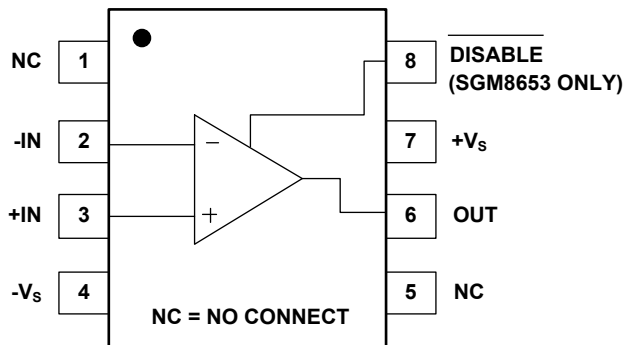 NC 1
-IN 2
+IN 3
-VS 4
8 DISABLE
(SGM8653 ONLY)
7 +VS
6 OUT
5 NC
−
+
NC = NO CONNECT